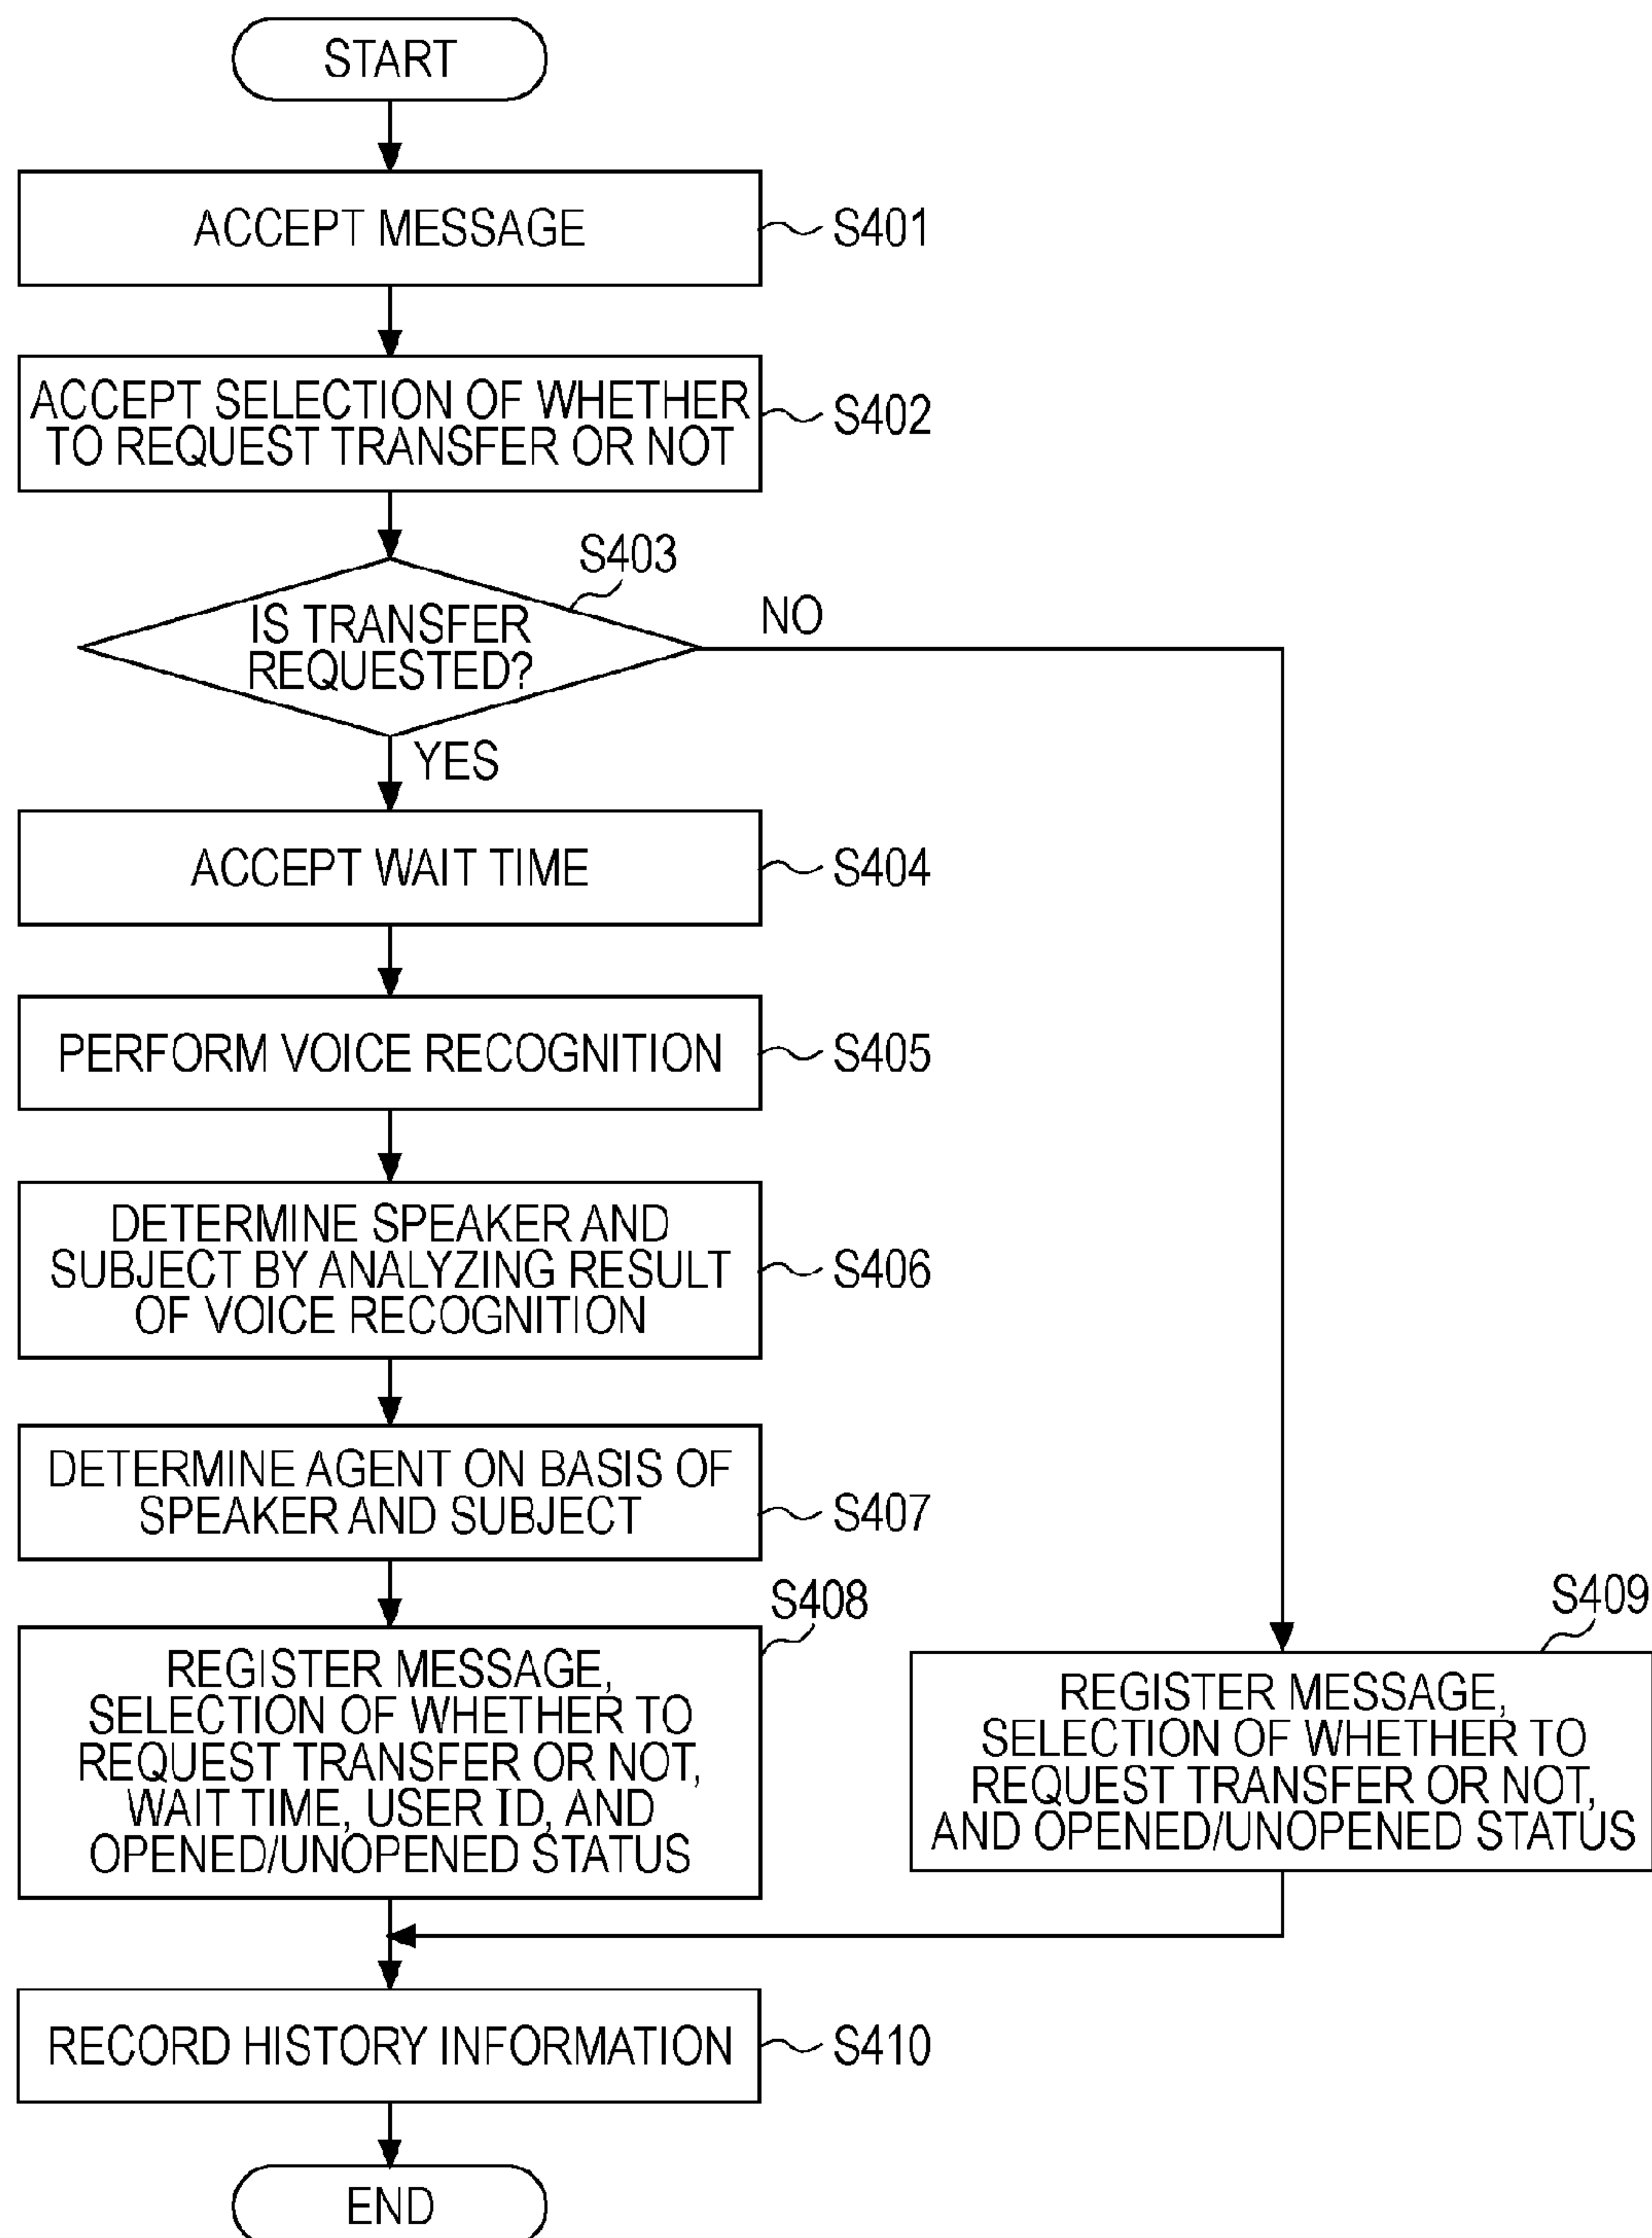 START
ACCEPT MESSAGE
S401
ACCEPT SELECTION OF WHETHER
TO REQUEST TRANSFER OR NOT
S402
S403
IS TRANSFER
REQUESTED?
NO
YES
ACCEPT WAIT TIME
S404
PERFORM VOICE RECOGNITION
S405
DETERMINE SPEAKER AND
SUBJECT BY ANALYZING RESULT
OF VOICE RECOGNITION
S406
DETERMINE AGENT ON BASIS OF
SPEAKER AND SUBJECT
S407
S408
REGISTER MESSAGE,
SELECTION OF WHETHER TO
REQUEST TRANSFER OR NOT,
WAIT TIME, USER ID, AND
OPENED/UNOPENED STATUS
S409
REGISTER MESSAGE,
SELECTION OF WHETHER TO
REQUEST TRANSFER OR NOT,
AND OPENED/UNOPENED STATUS
RECORD HISTORY INFORMATION
S410
END